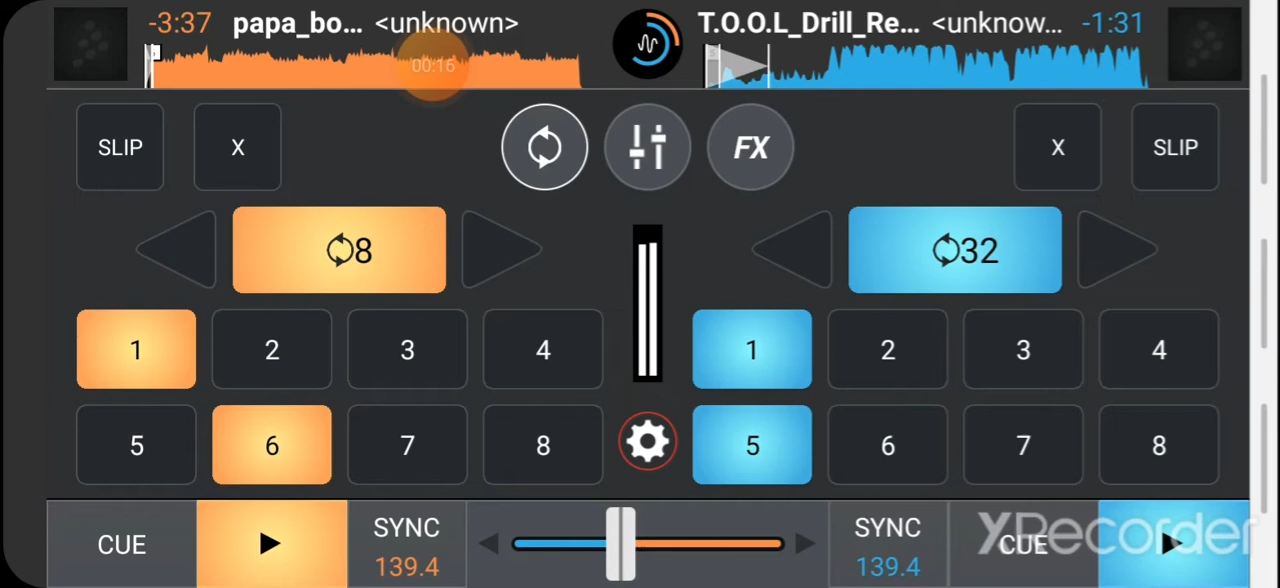 -3:37 papa_bo... <unknown> T.O.O.L_Drill_Re... <unknow... -1:31
00:16
SLIP X FX X SLIP
8 32
1 2 3 4 1 2 3 4
5 6 7 8 5 6 7 8
CUE SYNC SYNC CUE
139.4 139.4
XRecorder